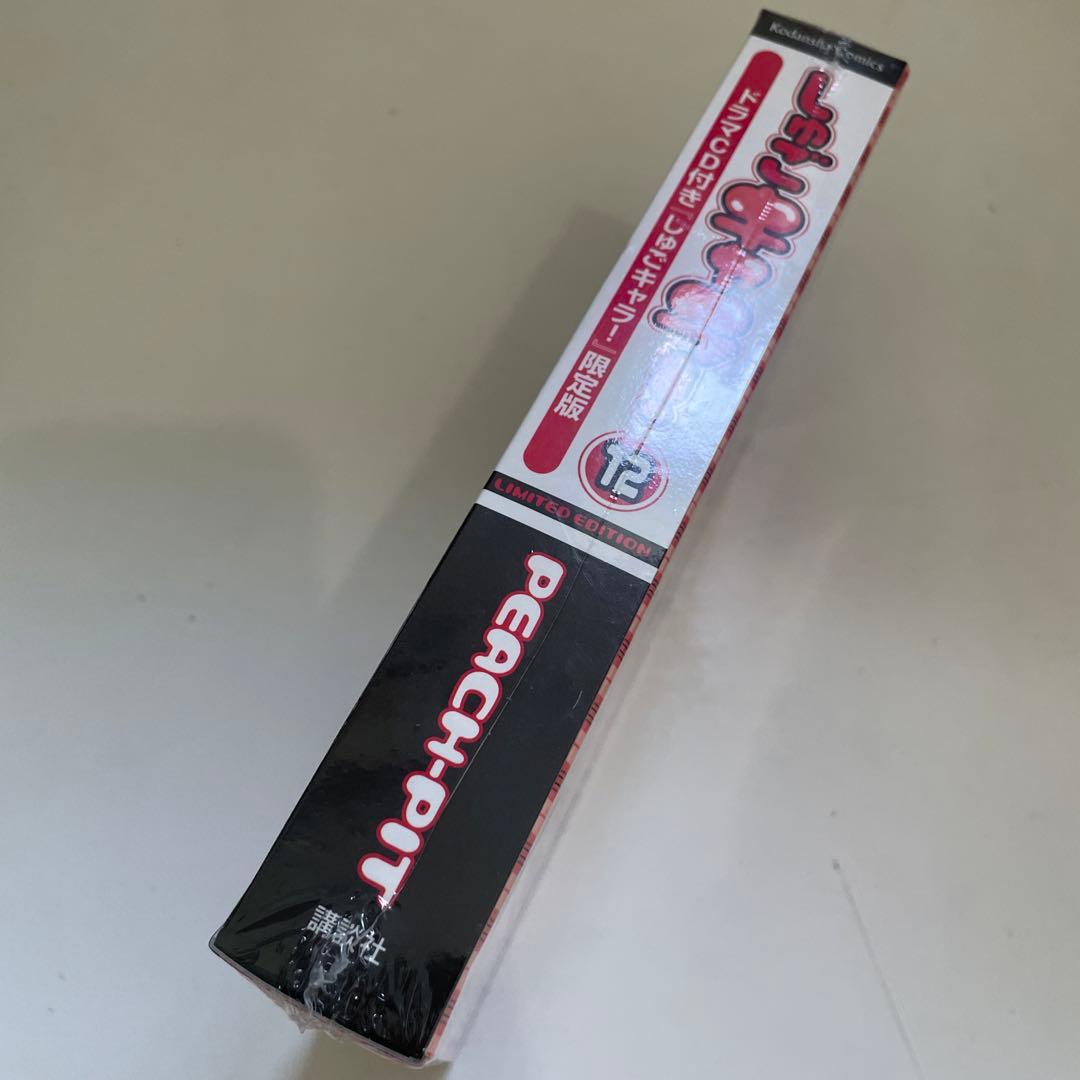 Kodansha Comics
しゅごキャラ!
ドラマCD付き『しゅごキャラ!』限定版
12
LIMITED EDITION
PEACH-PIT
講談社